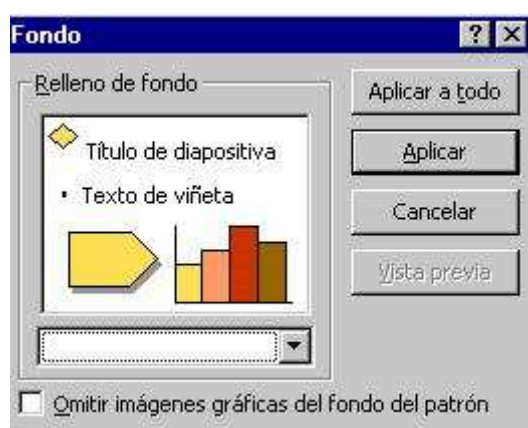 Fondo
Relleno de fondo
Título de diapositiva
• Texto de viñeta
Aplicar a todo
Aplicar
Cancelar
Vista previa
Omitir imágenes gráficas del fondo del patrón